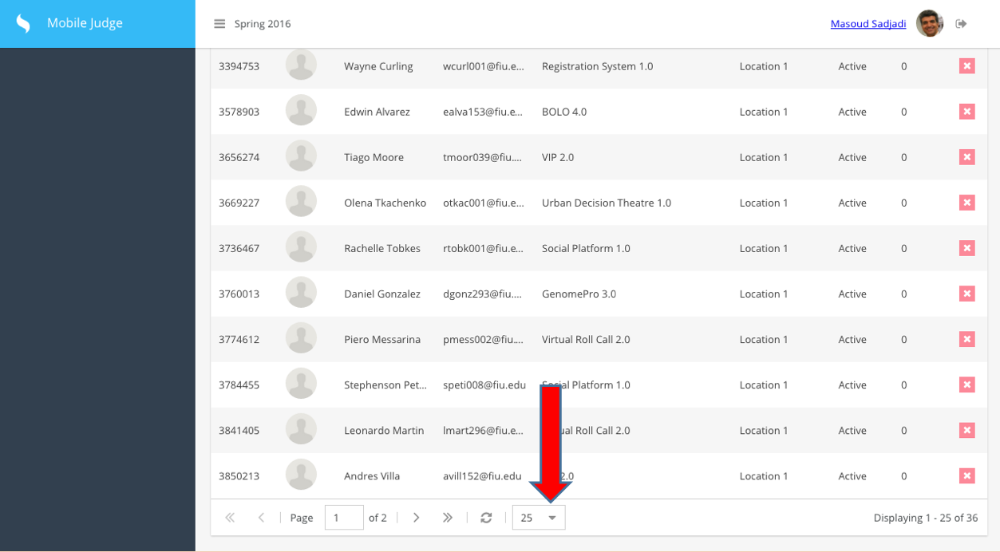 Mobile Judge
Spring 2016
Masoud Sadjadi
3394753 Wayne Curling wcurl001@fiu.e... Registration System 1.0 Location 1 Active 0
3578903 Edwin Alvarez ealva153@fiu.e... BOLO 4.0 Location 1 Active 0
3656274 Tiago Moore tmoor039@fiu.... VIP 2.0 Location 1 Active 0
3669227 Olena Tkachenko otkac001@fiu.e... Urban Decision Theatre 1.0 Location 1 Active 0
3736467 Rachelle Tobkes rtobk001@fiu.e... Social Platform 1.0 Location 1 Active 0
3760013 Daniel Gonzalez dgonz293@fiu.... GenomePro 3.0 Location 1 Active 0
3774612 Piero Messarina pmess002@fiu.... Virtual Roll Call 2.0 Location 1 Active 0
3784455 Stephenson Pet... speti008@fiu.edu Social Platform 1.0 Location 1 Active 0
3841405 Leonardo Martin lmart296@fiu.e... Roll Call 2.0 Location 1 Active 0
3850213 Andres Villa avill152@fiu.edu 2.0 Location 1 Active 0
Page 1 of 2 25 Displaying 1 - 25 of 36